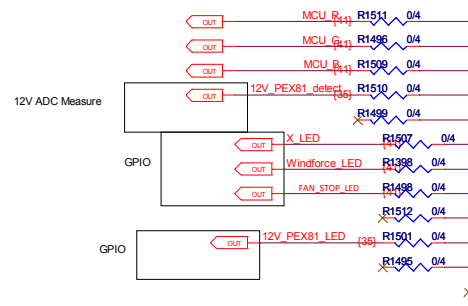 OUT MCU_R {41} R1511 0/4
OUT MCU_G {41} R1496 0/4
OUT MCU_B {41} R1509 0/4
12V ADC Measure
OUT 12V_PEX81_detect {35} R1510 0/4
R1499 0/4
GPIO
OUT X_LED R1507 0/4
OUT Windforce_LED R1398 0/4
OUT FAN_STOP_LED R1498 0/4
R1512 0/4
GPIO
OUT 12V_PEX81_LED {35} R1501 0/4
R1495 0/4